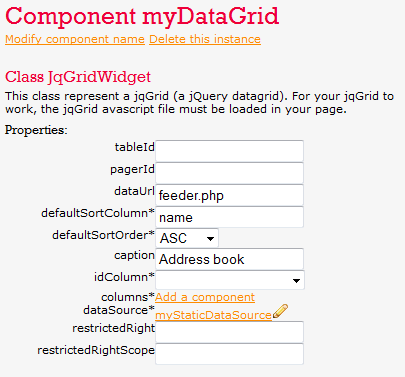 Component myDataGrid
Modify component name Delete this instance
Class JqGridWidget
This class represent a jqGrid (a jQuery datagrid). For your jqGrid to
work, the jqGrid avascript file must be loaded in your page.
Properties:
tableId
pagerId
dataUrl feeder.php
defaultSortColumn* name
defaultSortOrder* ASC
caption Address book
idColumn*
columns* Add a component
dataSource* myStaticDataSource
restrictedRight
restrictedRightScope